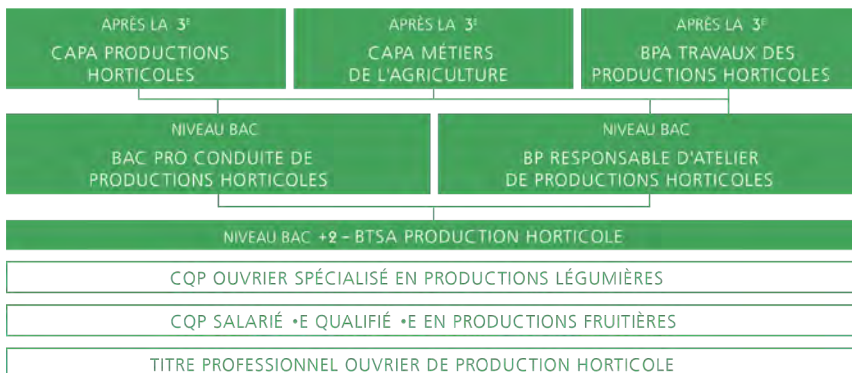 APRÈS LA 3E
CAPA PRODUCTIONS
HORTICOLES
APRÈS LA 3E
CAPA MÉTIERS
DE L'AGRICULTURE
APRÈS LA 3E
BPA TRAVAUX DES
PRODUCTIONS HORTICOLES
NIVEAU BAC
BAC PRO CONDUITE DE
PRODUCTIONS HORTICOLES
NIVEAU BAC
BP RESPONSABLE D'ATELIER
DE PRODUCTIONS HORTICOLES
NIVEAU BAC +2 – BTSA PRODUCTION HORTICOLE
CQP OUVRIER SPÉCIALISÉ EN PRODUCTIONS LÉGUMIÈRES
CQP SALARIÉ •E QUALIFIÉ •E EN PRODUCTIONS FRUITIÈRES
TITRE PROFESSIONNEL OUVRIER DE PRODUCTION HORTICOLE